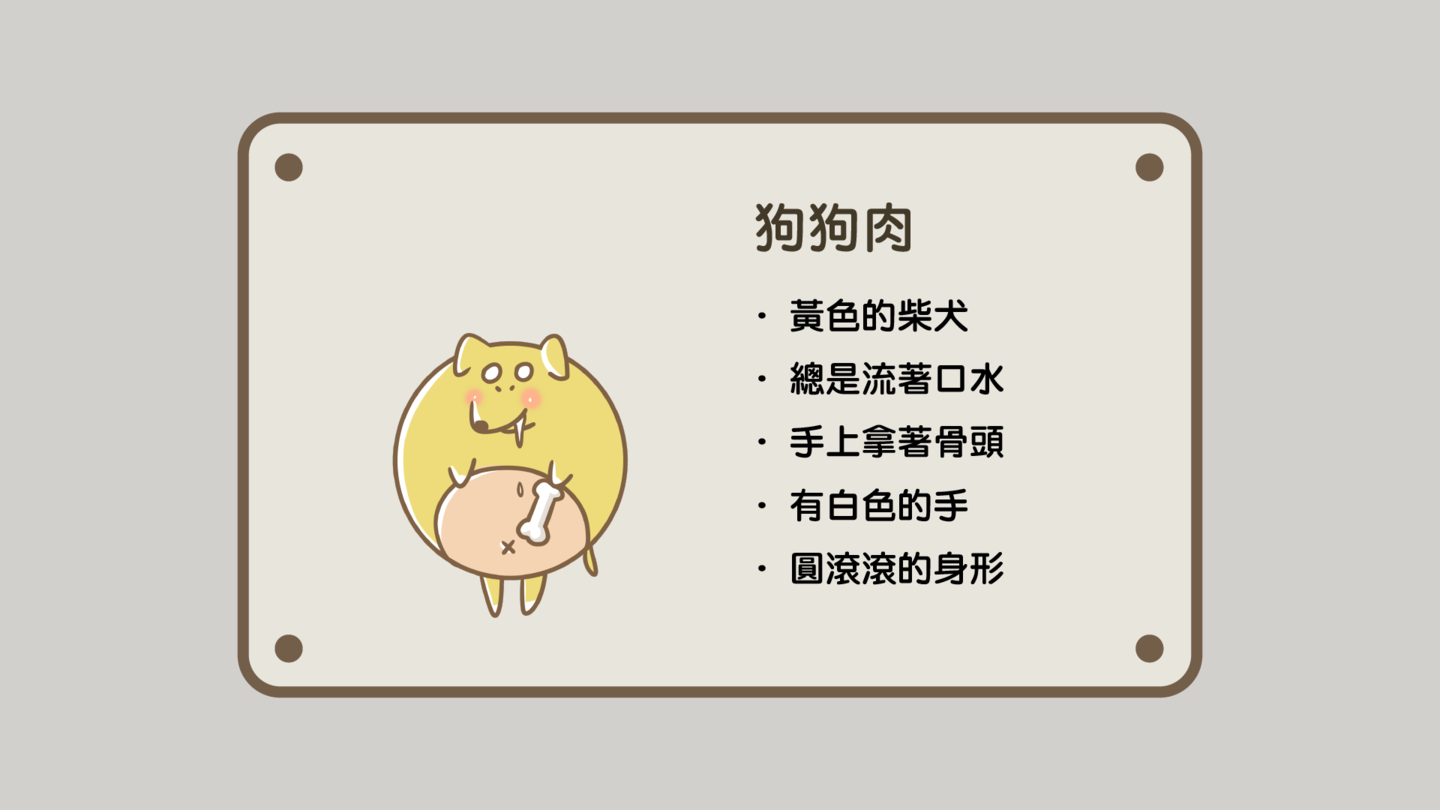 狗狗肉
· 黃色的柴犬
· 總是流著口水
· 手上拿著骨頭
· 有白色的手
· 圓滾滾的身形